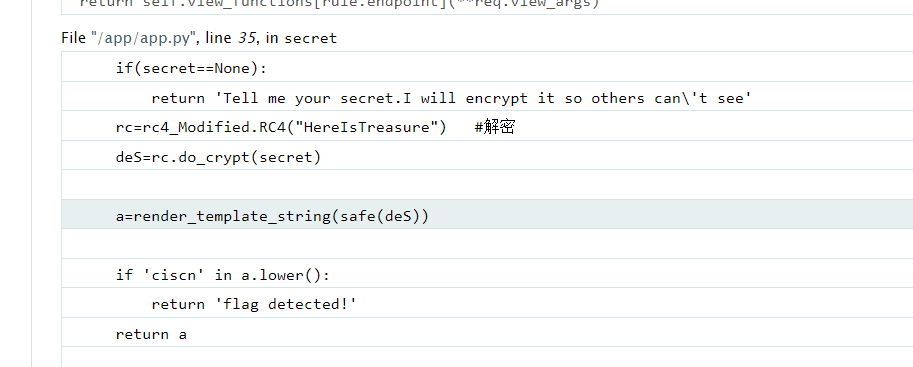 return self.view_functions[rule.endpoint](**req.view_args)
File "/app/app.py", line 35, in secret
if(secret==None):
return 'Tell me your secret.I will encrypt it so others can\'t see'
rc=rc4_Modified.RC4("HereIsTreasure")   #解密
deS=rc.do_crypt(secret)
a=render_template_string(safe(deS))
if 'ciscn' in a.lower():
return 'flag detected!'
return a